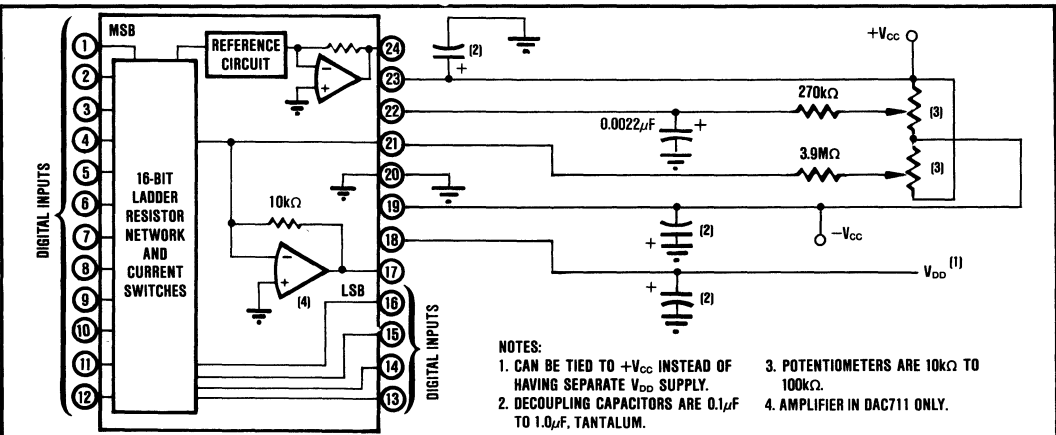 MSB
REFERENCE
CIRCUIT
16-BIT
LADDER
RESISTOR
NETWORK
AND
CURRENT
SWITCHES
10kΩ
(4)
LSB
DIGITAL INPUTS
1
2
3
4
5
6
7
8
9
10
11
12
24
23
22
21
20
19
18
17
16
15
14
13
DIGITAL INPUTS
(2)
+
+VCC
270kΩ
(3)
0.0022μF
+
3.9MΩ
(3)
+
(2)
−VCC
VDD (1)
+
(2)
−
+
−
+
NOTES:
1. CAN BE TIED TO +VCC INSTEAD OF
HAVING SEPARATE VDD SUPPLY.
2. DECOUPLING CAPACITORS ARE 0.1μF
TO 1.0μF, TANTALUM.
3. POTENTIOMETERS ARE 10kΩ TO
100kΩ.
4. AMPLIFIER IN DAC711 ONLY.